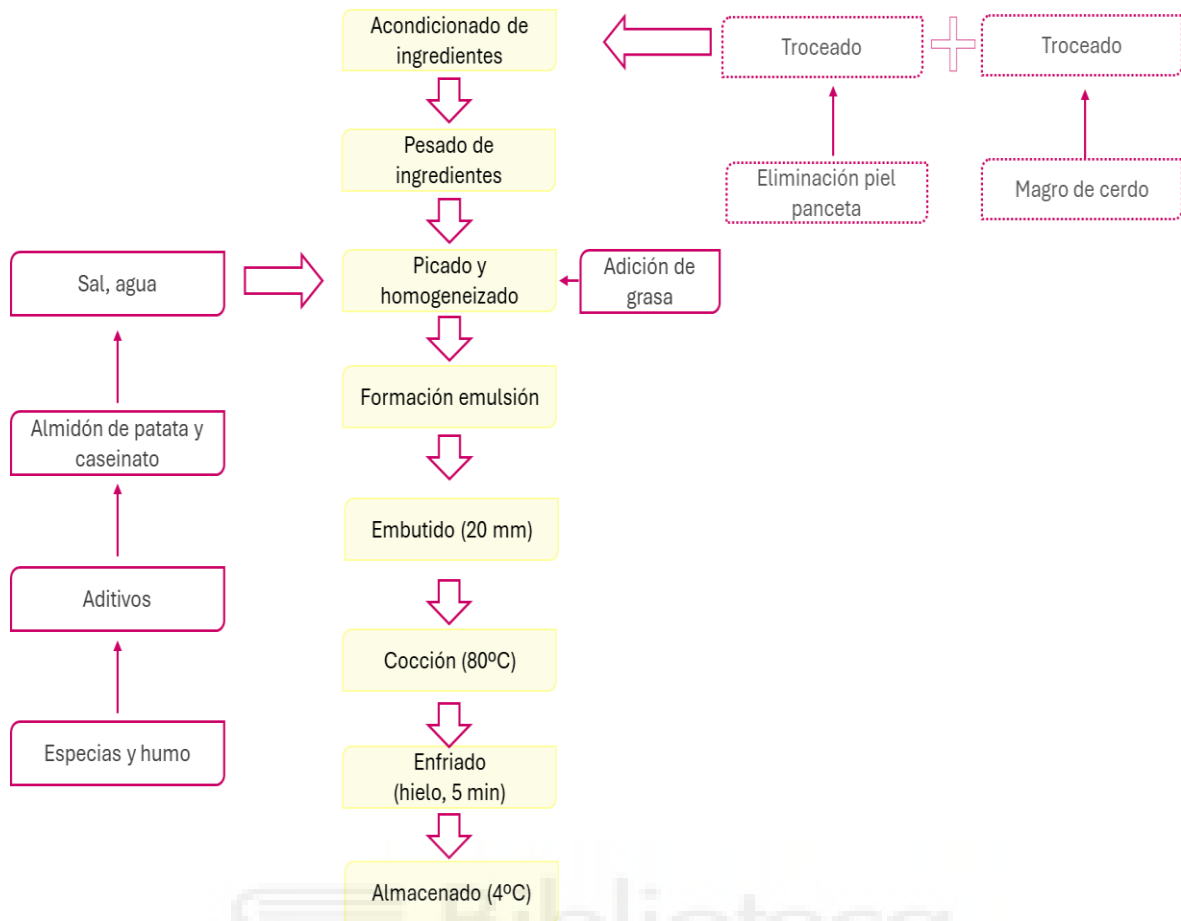 Acondicionado de
ingredientes
Troceado
Troceado
Pesado de
ingredientes
Eliminación piel
panceta
Magro de cerdo
Sal, agua
Picado y
homogeneizado
Adición de
grasa
Formación emulsión
Almidón de patata y
caseinato
Embutido (20 mm)
Aditivos
Cocción (80ºC)
Especias y humo
Enfriado
(hielo, 5 min)
Almacenado (4ºC)